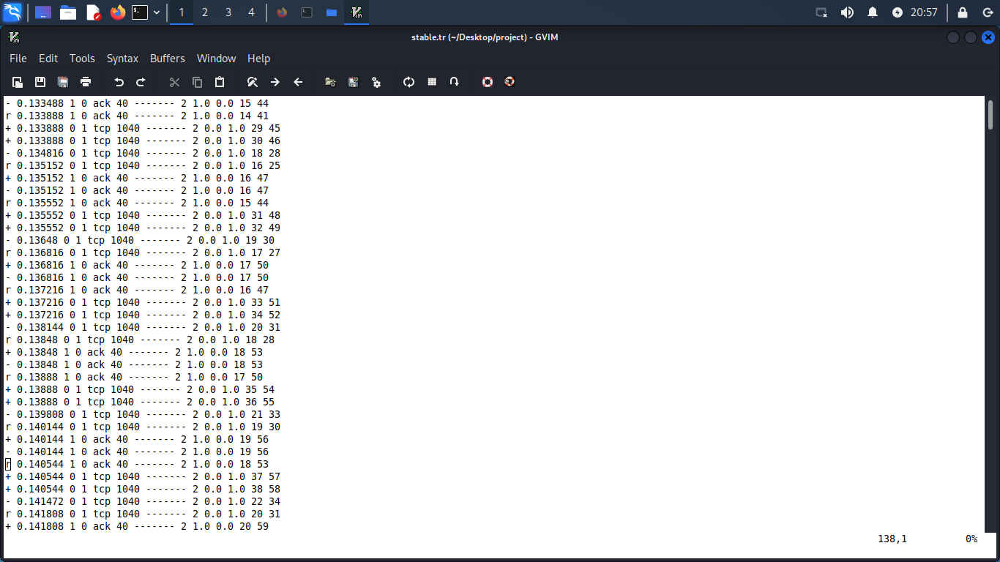 1 2 3 4 20:57
stable.tr (~/Desktop/project) - GVIM
File Edit Tools Syntax Buffers Window Help
- 0.133488 1 0 ack 40 ------- 2 1.0 0.0 15 44
r 0.133888 1 0 ack 40 ------- 2 1.0 0.0 14 41
+ 0.133888 0 1 tcp 1040 ------- 2 0.0 1.0 29 45
+ 0.133888 0 1 tcp 1040 ------- 2 0.0 1.0 30 46
- 0.134816 0 1 tcp 1040 ------- 2 0.0 1.0 18 28
r 0.135152 0 1 tcp 1040 ------- 2 0.0 1.0 16 25
+ 0.135152 1 0 ack 40 ------- 2 1.0 0.0 16 47
- 0.135152 1 0 ack 40 ------- 2 1.0 0.0 16 47
r 0.135552 1 0 ack 40 ------- 2 1.0 0.0 15 44
+ 0.135552 0 1 tcp 1040 ------- 2 0.0 1.0 31 48
+ 0.135552 0 1 tcp 1040 ------- 2 0.0 1.0 32 49
- 0.13648 0 1 tcp 1040 ------- 2 0.0 1.0 19 30
r 0.136816 0 1 tcp 1040 ------- 2 0.0 1.0 17 27
+ 0.136816 1 0 ack 40 ------- 2 1.0 0.0 17 50
- 0.136816 1 0 ack 40 ------- 2 1.0 0.0 17 50
r 0.137216 1 0 ack 40 ------- 2 1.0 0.0 16 47
+ 0.137216 0 1 tcp 1040 ------- 2 0.0 1.0 33 51
+ 0.137216 0 1 tcp 1040 ------- 2 0.0 1.0 34 52
- 0.138144 0 1 tcp 1040 ------- 2 0.0 1.0 20 31
r 0.13848 0 1 tcp 1040 ------- 2 0.0 1.0 18 28
+ 0.13848 1 0 ack 40 ------- 2 1.0 0.0 18 53
- 0.13848 1 0 ack 40 ------- 2 1.0 0.0 18 53
r 0.13888 1 0 ack 40 ------- 2 1.0 0.0 17 50
+ 0.13888 0 1 tcp 1040 ------- 2 0.0 1.0 35 54
+ 0.13888 0 1 tcp 1040 ------- 2 0.0 1.0 36 55
- 0.139808 0 1 tcp 1040 ------- 2 0.0 1.0 21 33
r 0.140144 0 1 tcp 1040 ------- 2 0.0 1.0 19 30
+ 0.140144 1 0 ack 40 ------- 2 1.0 0.0 19 56
- 0.140144 1 0 ack 40 ------- 2 1.0 0.0 19 56
r 0.140544 1 0 ack 40 ------- 2 1.0 0.0 18 53
+ 0.140544 0 1 tcp 1040 ------- 2 0.0 1.0 37 57
+ 0.140544 0 1 tcp 1040 ------- 2 0.0 1.0 38 58
- 0.141472 0 1 tcp 1040 ------- 2 0.0 1.0 22 34
r 0.141808 0 1 tcp 1040 ------- 2 0.0 1.0 20 31
+ 0.141808 1 0 ack 40 ------- 2 1.0 0.0 20 59
138,1 0%